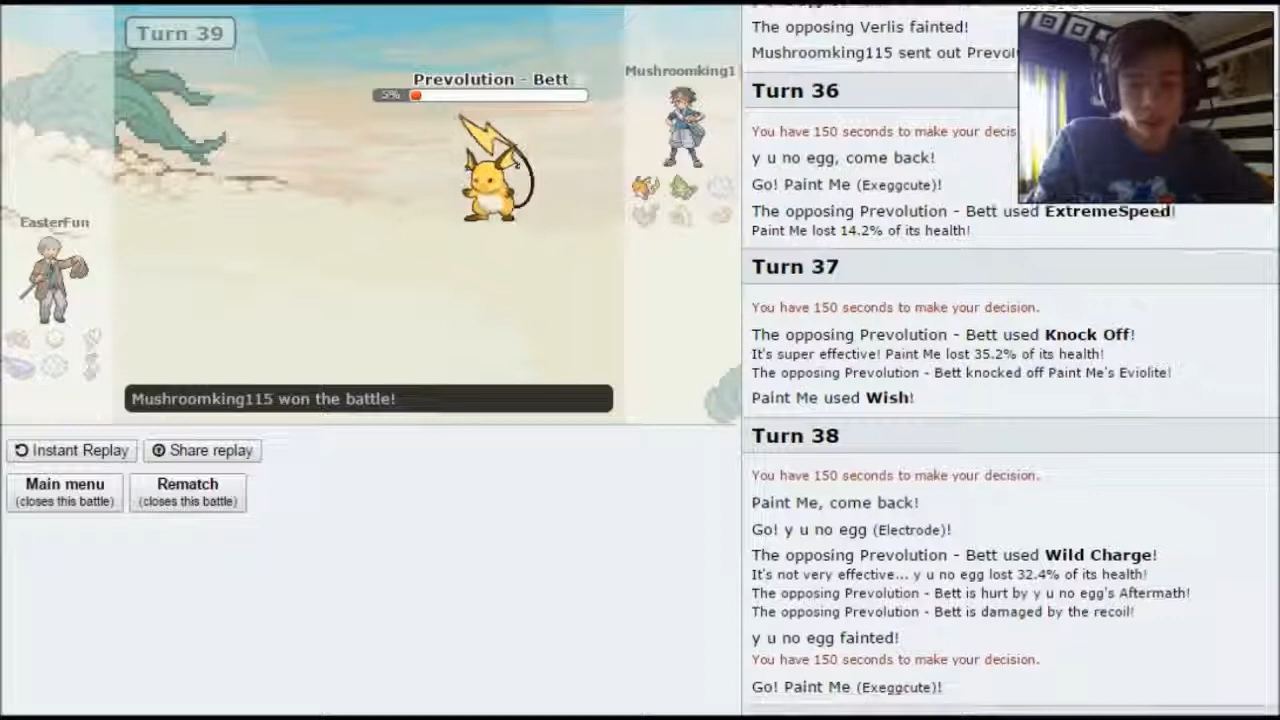 Turn 39
Prevolution - Bett
5%
Mushroomking1
EasterFun
Mushroomking115 won the battle!
Instant Replay
Share replay
Main menu
(closes this battle)
Rematch
(closes this battle)
The opposing Verlis fainted!
Mushroomking115 sent out Prevol
Turn 36
You have 150 seconds to make your decis
y u no egg, come back!
Go! Paint Me (Exeggcute)!
The opposing Prevolution - Bett used ExtremeSpeed!
Paint Me lost 14.2% of its health!
Turn 37
You have 150 seconds to make your decision.
The opposing Prevolution - Bett used Knock Off!
It's super effective! Paint Me lost 35.2% of its health!
The opposing Prevolution - Bett knocked off Paint Me's Eviolite!
Paint Me used Wish!
Turn 38
You have 150 seconds to make your decision.
Paint Me, come back!
Go! y u no egg (Electrode)!
The opposing Prevolution - Bett used Wild Charge!
It's not very effective... y u no egg lost 32.4% of its health!
The opposing Prevolution - Bett is hurt by y u no egg's Aftermath!
The opposing Prevolution - Bett is damaged by the recoil!
y u no egg fainted!
You have 150 seconds to make your decision.
Go! Paint Me (Exeggcute)!